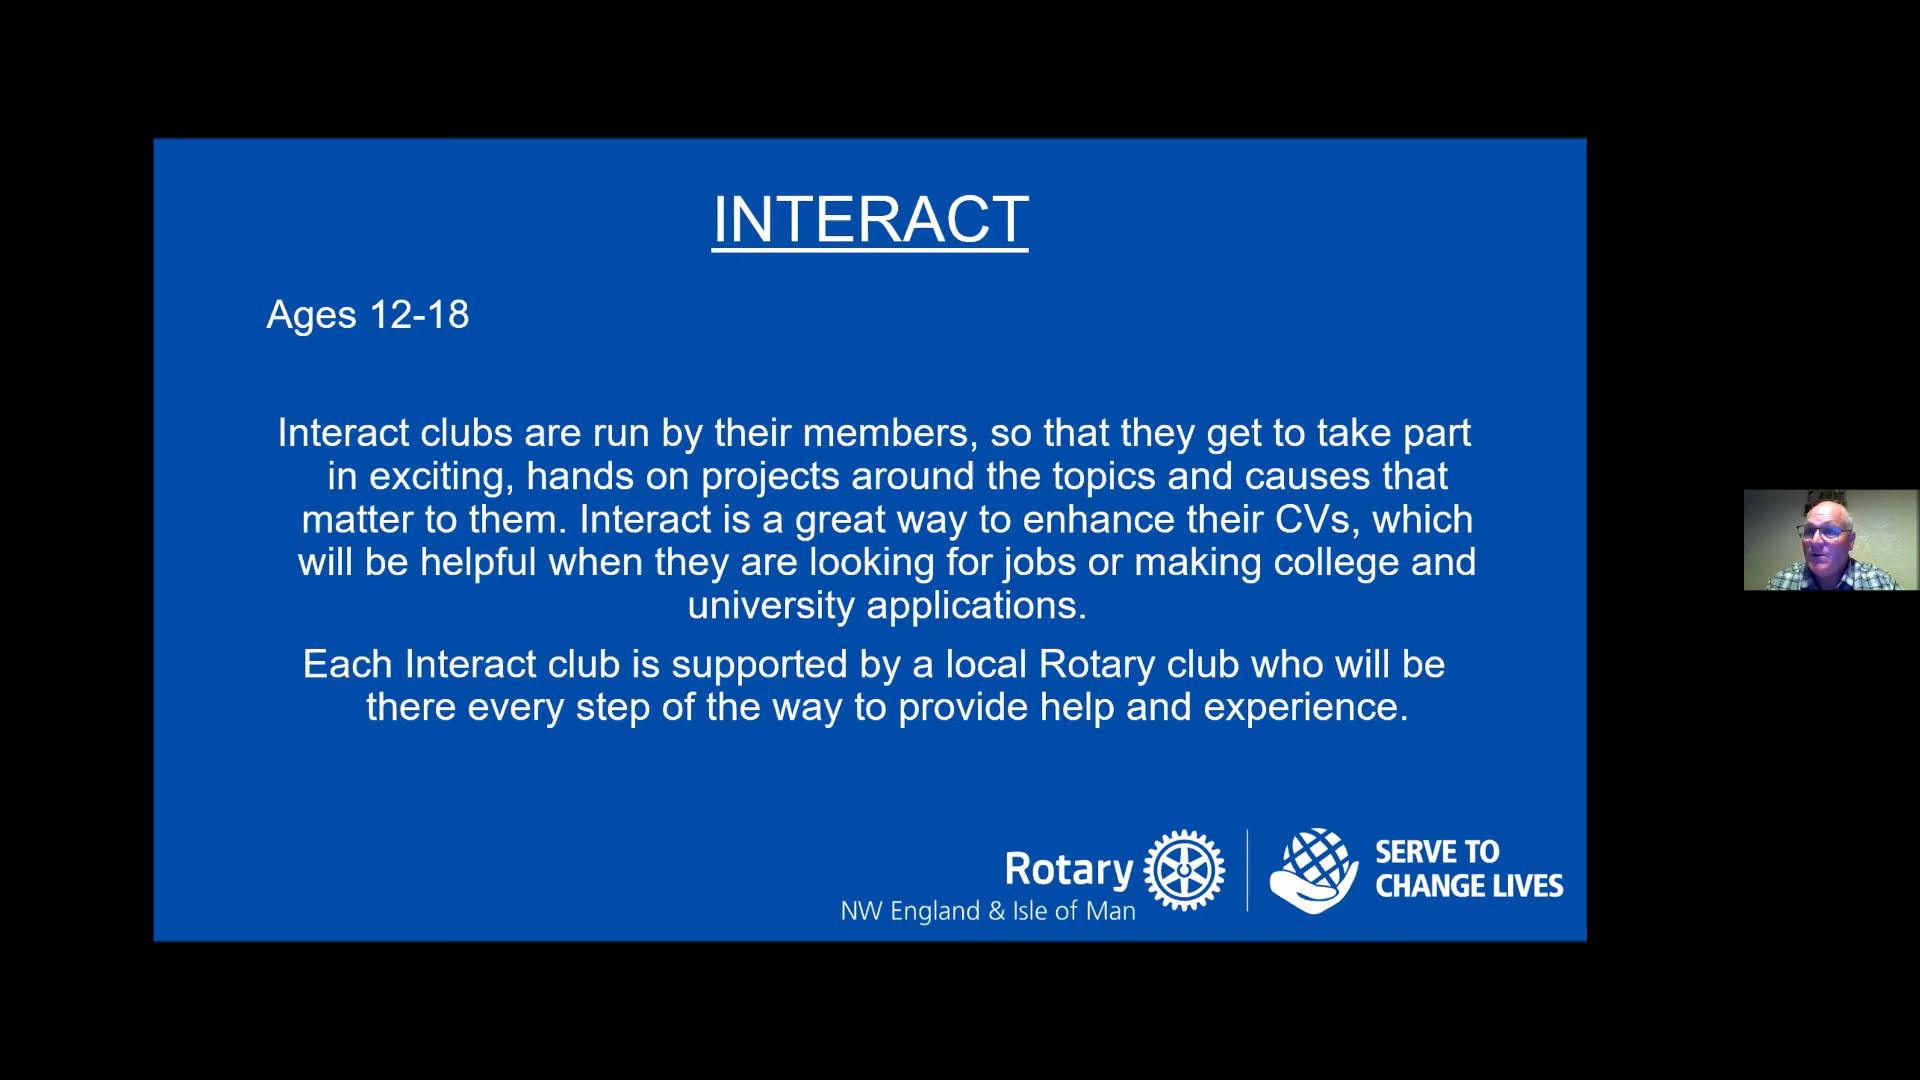 INTERACT
Ages 12-18
Interact clubs are run by their members, so that they get to take part
in exciting, hands on projects around the topics and causes that
matter to them. Interact is a great way to enhance their CVs, which
will be helpful when they are looking for jobs or making college and
university applications.
Each Interact club is supported by a local Rotary club who will be
there every step of the way to provide help and experience.
Rotary
NW England & Isle of Man
SERVE TO
CHANGE LIVES